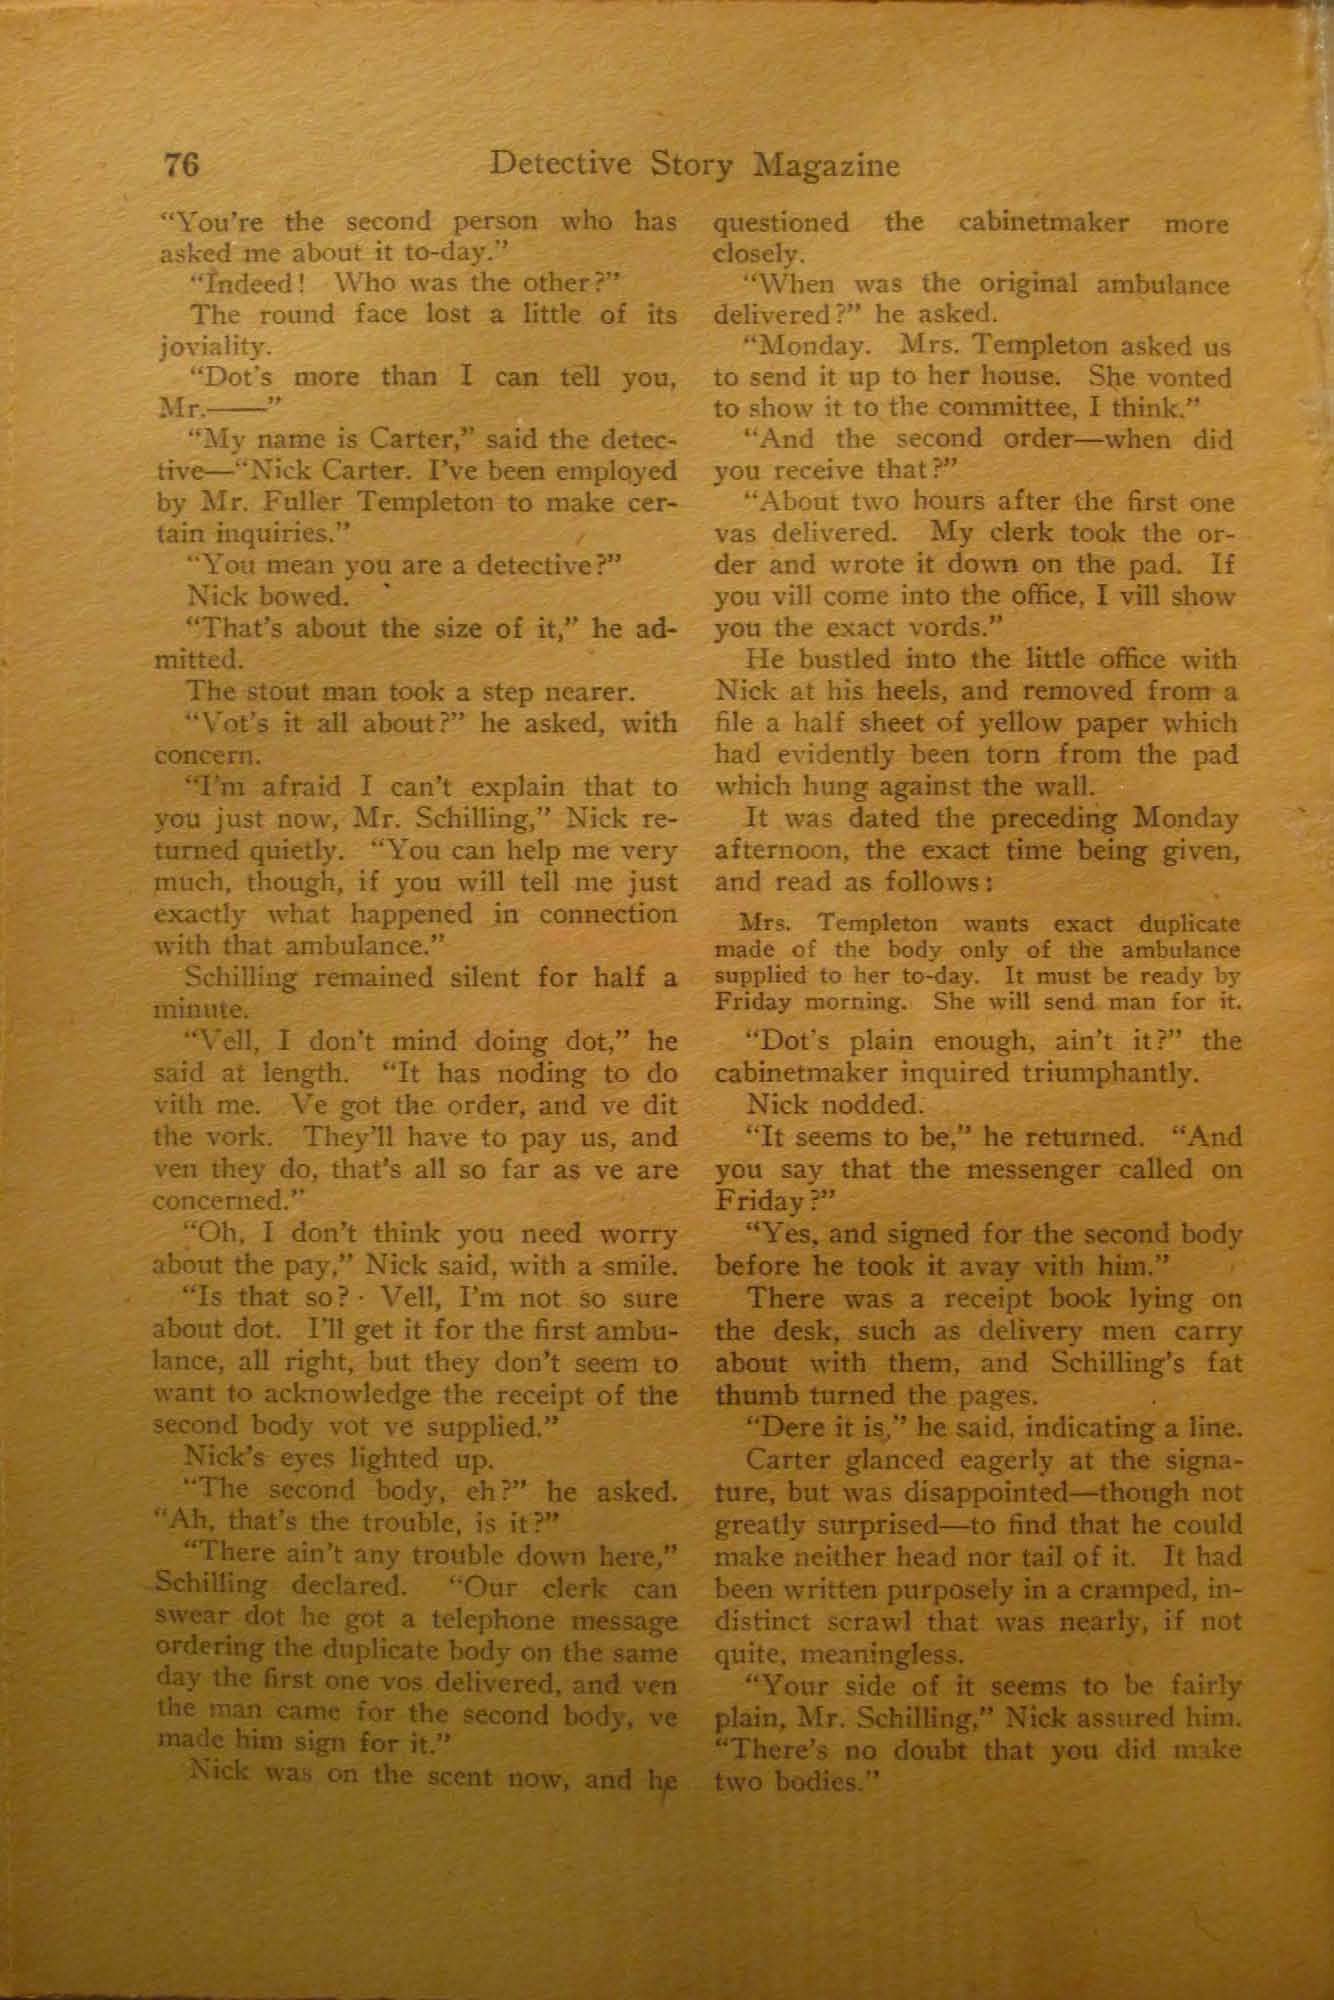 76 Detective Story Magazine
“You’re the second person who has
asked me about it to-day.”
“Indeed! Who was the other?”
The round face lost a little of its
joviality.
“Dot’s more than I can tell you,
Mr.——”
“My name is Carter,” said the detec-
tive—“Nick Carter. I’ve been employed
by Mr. Fuller Templeton to make cer-
tain inquiries.”
“You mean you are a detective?”
Nick bowed.
“That’s about the size of it,” he ad-
mitted.
The stout man took a step nearer.
“Vot’s it all about?” he asked, with
concern.
“I’m afraid I can’t explain that to
you just now, Mr. Schilling,” Nick re-
turned quietly. “You can help me very
much, though, if you will tell me just
exactly what happened in connection
with that ambulance.”
Schilling remained silent for half a
minute.
“Vell, I don’t mind doing dot,” he
said at length. “It has noding to do
vith me. Ve got the order, and ve dit
the vork. They’ll have to pay us, and
ven they do, that’s all so far as ve are
concerned.”
“Oh, I don’t think you need worry
about the pay,” Nick said, with a smile.
“Is that so? Vell, I’m not so sure
about dot. I’ll get it for the first ambu-
lance, all right, but they don’t seem to
want to acknowledge the receipt of the
second body vot ve supplied.”
Nick’s eyes lighted up.
“The second body, eh?” he asked.
“Ah, that’s the trouble, is it?”
“There ain’t any trouble down here,”
Schilling declared. “Our clerk can
swear dot he got a telephone message
ordering the duplicate body on the same
day the first one vos delivered, and ven
the man came for the second body, ve
made him sign for it.”
Nick was on the scent now, and he
questioned the cabinetmaker more
closely.
“When was the original ambulance
delivered?” he asked.
“Monday. Mrs. Templeton asked us
to send it up to her house. She vonted
to show it to the committee, I think.”
“And the second order—when did
you receive that?”
“About two hours after the first one
vas delivered. My clerk took the or-
der and wrote it down on the pad. If
you vill come into the office, I vill show
you the exact vords.”
He bustled into the little office with
Nick at his heels, and removed from a
file a half sheet of yellow paper which
had evidently been torn from the pad
which hung against the wall.
It was dated the preceding Monday
afternoon, the exact time being given,
and read as follows:
Mrs. Templeton wants exact duplicate
made of the body only of the ambulance
supplied to her to-day. It must be ready by
Friday morning. She will send man for it.
“Dot’s plain enough, ain’t it?” the
cabinetmaker inquired triumphantly.
Nick nodded.
“It seems to be,” he returned. “And
you say that the messenger called on
Friday?”
“Yes, and signed for the second body
before he took it avay vith him.”
There was a receipt book lying on
the desk, such as delivery men carry
about with them, and Schilling’s fat
thumb turned the pages.
“Dere it is,” he said, indicating a line.
Carter glanced eagerly at the signa-
ture, but was disappointed—though not
greatly surprised—to find that he could
make neither head nor tail of it. It had
been written purposely in a cramped, in-
distinct scrawl that was nearly, if not
quite, meaningless.
“Your side of it seems to be fairly
plain, Mr. Schilling,” Nick assured him.
“There’s no doubt that you did make
two bodies.”